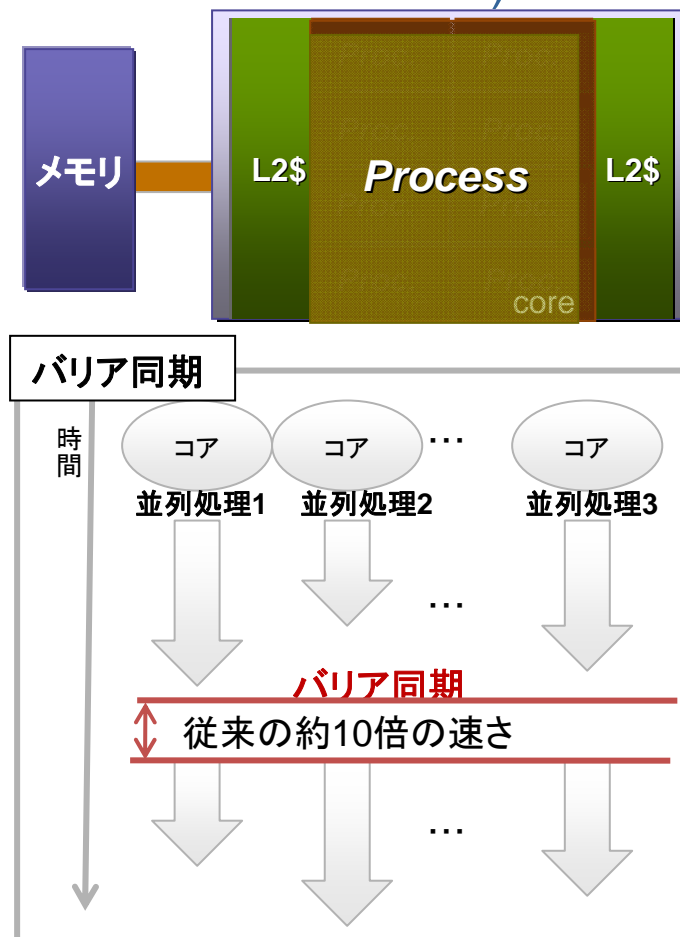 メモリ
L2$
Process
L2$
core
バリア同期
時間
コア
コア
…
コア
並列処理1
並列処理2
並列処理3
…
バリア同期
従来の約10倍の速さ
…